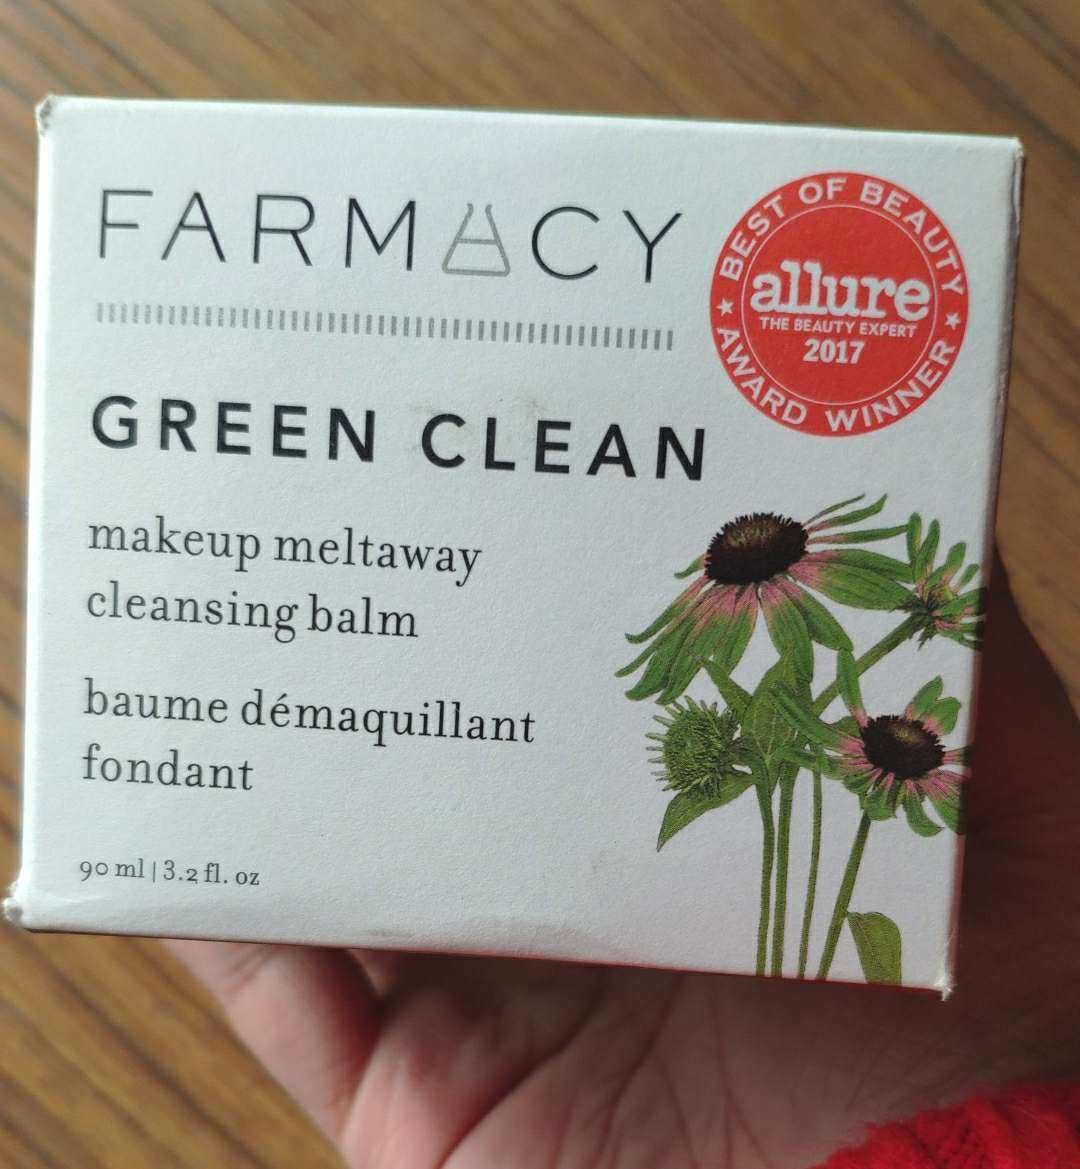 FARMACY
BEST OF BEAUTY
allure
THE BEAUTY EXPERT
2017
AWARD WINNER
GREEN CLEAN
makeup meltaway
cleansing balm
baume démaquillant
fondant
90 ml | 3.2 fl. oz